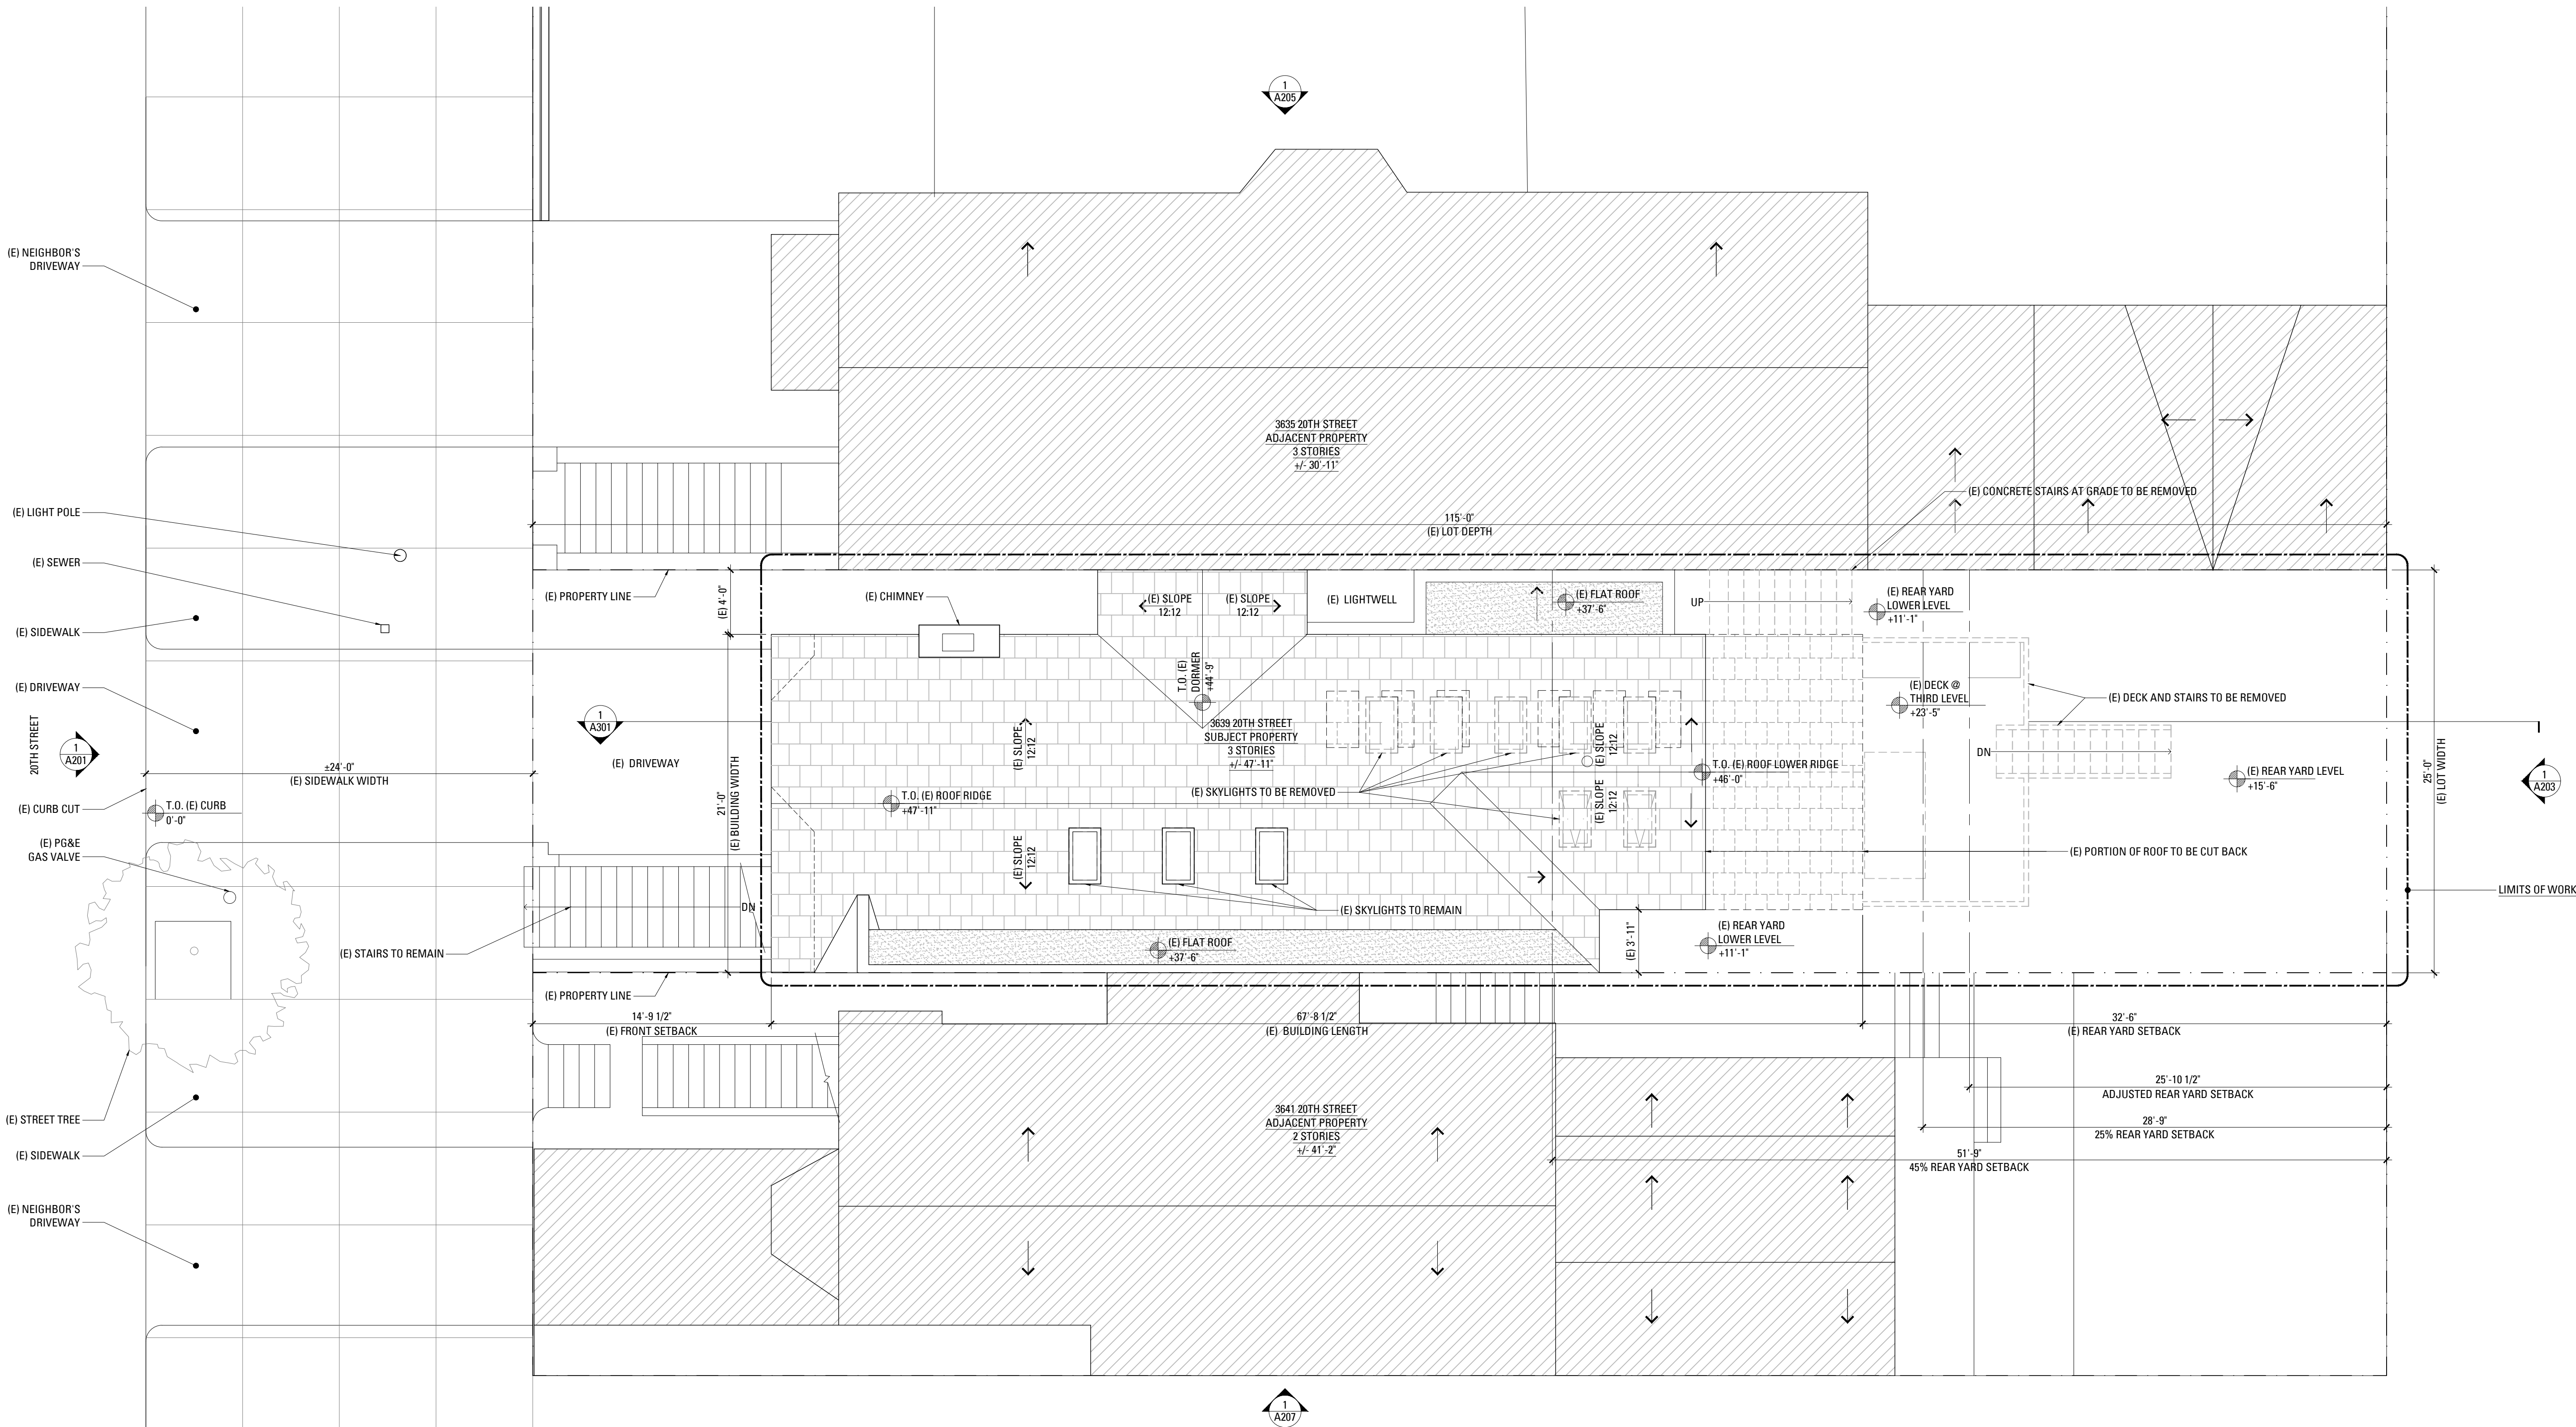 1
A205
(E) NEIGHBOR'S
DRIVEWAY
3635 20TH STREET
ADJACENT PROPERTY
3 STORIES
+/- 30'-11"
(E) CONCRETE STAIRS AT GRADE TO BE REMOVED
(E) LIGHT POLE
115'-0"
(E) LOT DEPTH
(E) SEWER
(E) PROPERTY LINE
(E) 4'-0"
(E) CHIMNEY
(E) SLOPE
12:12
(E) SLOPE
12:12
(E) LIGHTWELL
(E) FLAT ROOF
+37'-6"
UP
(E) REAR YARD
LOWER LEVEL
+11'-1"
(E) SIDEWALK
T.O. (E)
DORMER
+44'-9"
(E) DRIVEWAY
(E) DECK @
THIRD LEVEL
+23'-5"
(E) DECK AND STAIRS TO BE REMOVED
20TH STREET
1
A201
1
A301
(E) DRIVEWAY
(E) SLOPE
12:12
3639 20TH STREET
SUBJECT PROPERTY
3 STORIES
+/- 47'-11"
(E) SLOPE
12:12
T.O. (E) ROOF LOWER RIDGE
+46'-0"
DN
(E) REAR YARD LEVEL
+15'-6"
25'-0"
(E) LOT WIDTH
1
A203
±24'-0"
(E) SIDEWALK WIDTH
21'-0"
(E) BUILDING WIDTH
T.O. (E) ROOF RIDGE
+47'-11"
(E) SKYLIGHTS TO BE REMOVED
(E) SLOPE
12:12
(E) CURB CUT
T.O. (E) CURB
0'-0"
(E) PG&E
GAS VALVE
(E) SLOPE
12:12
(E) PORTION OF ROOF TO BE CUT BACK
LIMITS OF WORK
DN
(E) SKYLIGHTS TO REMAIN
(E) STAIRS TO REMAIN
(E) FLAT ROOF
+37'-6"
(E) 3'-11"
(E) REAR YARD
LOWER LEVEL
+11'-1"
(E) PROPERTY LINE
14'-9 1/2"
(E) FRONT SETBACK
67'-8 1/2"
(E) BUILDING LENGTH
32'-6"
(E) REAR YARD SETBACK
25'-10 1/2"
ADJUSTED REAR YARD SETBACK
(E) STREET TREE
3641 20TH STREET
ADJACENT PROPERTY
2 STORIES
+/- 41'-2"
28'-9"
25% REAR YARD SETBACK
(E) SIDEWALK
51'-9"
45% REAR YARD SETBACK
(E) NEIGHBOR'S
DRIVEWAY
1
A207